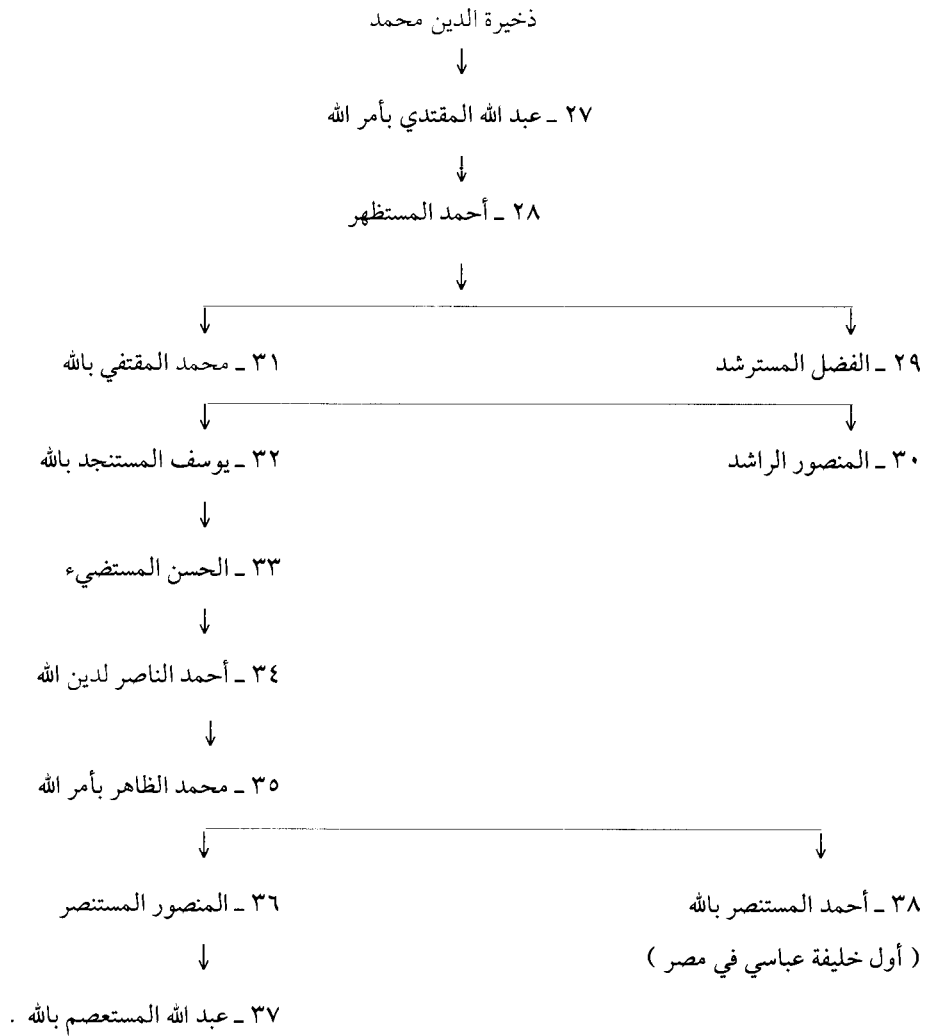 ذخيرة الدين محمد
٢٧ ـ عبد الله المقتدي بأمر الله
٢٨ ـ أحمد المستظهر
٢٩ ـ الفضل المسترشد
٣١ ـ محمد المقتفي بالله
٣٠ ـ المنصور الراشد
٣٢ ـ يوسف المستنجد بالله
٣٣ ـ الحسن المستضيء
٣٤ ـ أحمد الناصر لدين الله
٣٥ ـ محمد الظاهر بأمر الله
٣٨ ـ أحمد المستنصر بالله
٣٦ ـ المنصور المستنصر
( أول خليفة عباسي في مصر )
٣٧ ـ عبد الله المستعصم بالله .